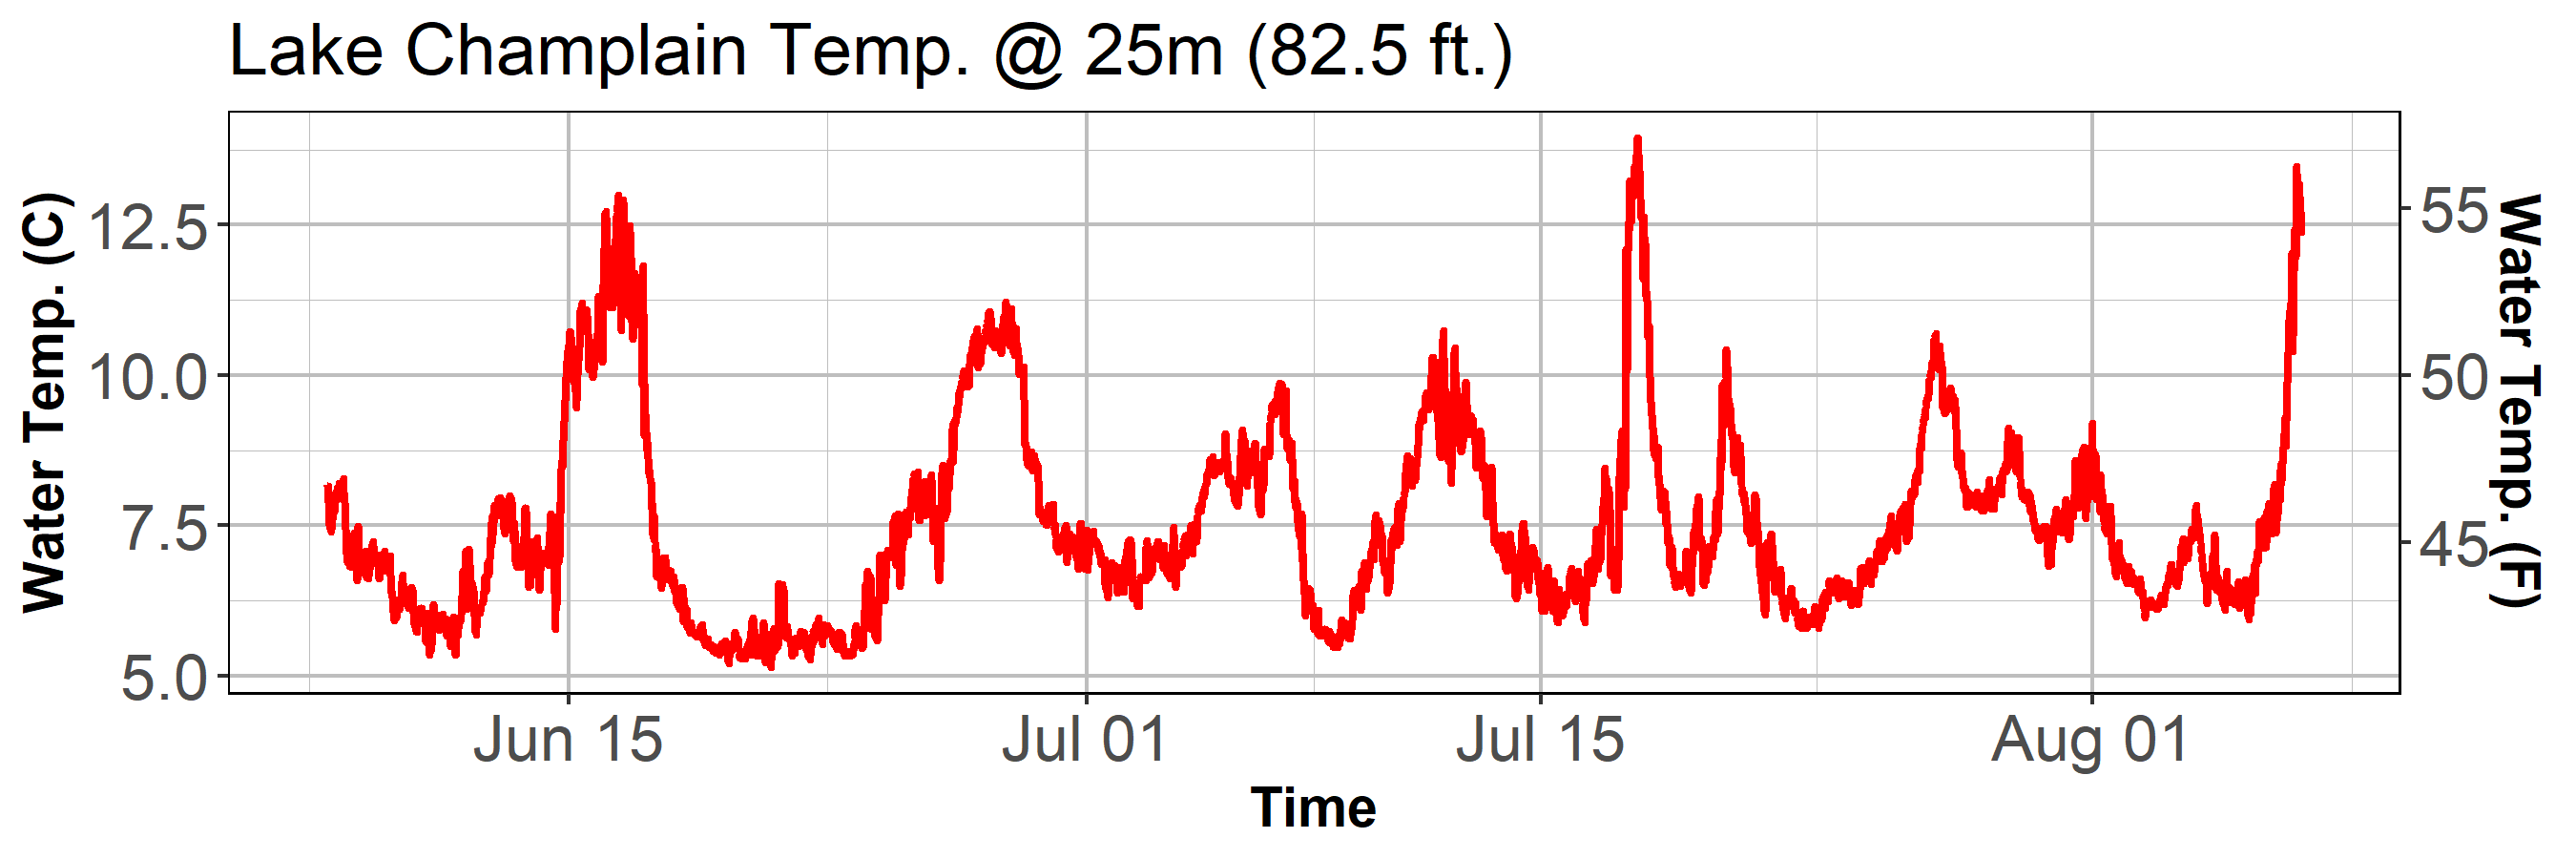 Lake Champlain Temp. @ 25m (82.5 ft.)
Water Temp. (C)
12.5
10.0
7.5
5.0
55
50
45
Water Temp. (F)
Jun 15
Jul 01
Jul 15
Aug 01
Time